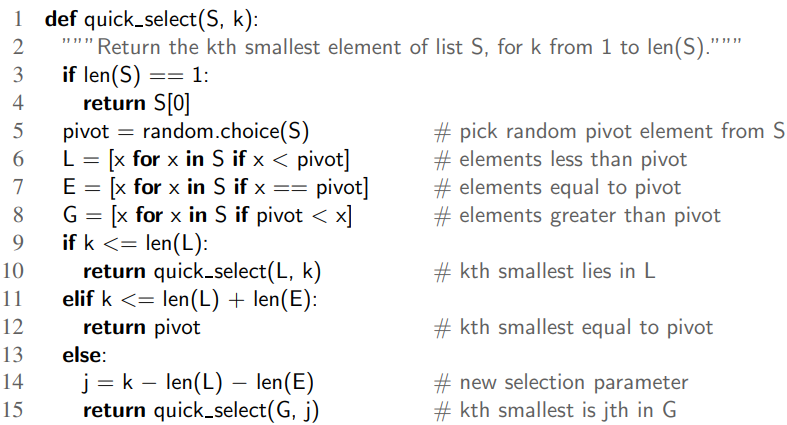 1 def quick_select(S, k):
2 """Return the kth smallest element of list S, for k from 1 to len(S)."""
3 if len(S) == 1:
4 return S[0]
5 pivot = random.choice(S) # pick random pivot element from S
6 L = [x for x in S if x < pivot] # elements less than pivot
7 E = [x for x in S if x == pivot] # elements equal to pivot
8 G = [x for x in S if pivot < x] # elements greater than pivot
9 if k <= len(L):
10 return quick_select(L, k) # kth smallest lies in L
11 elif k <= len(L) + len(E):
12 return pivot # kth smallest equal to pivot
13 else:
14 j = k − len(L) − len(E) # new selection parameter
15 return quick_select(G, j) # kth smallest is jth in G